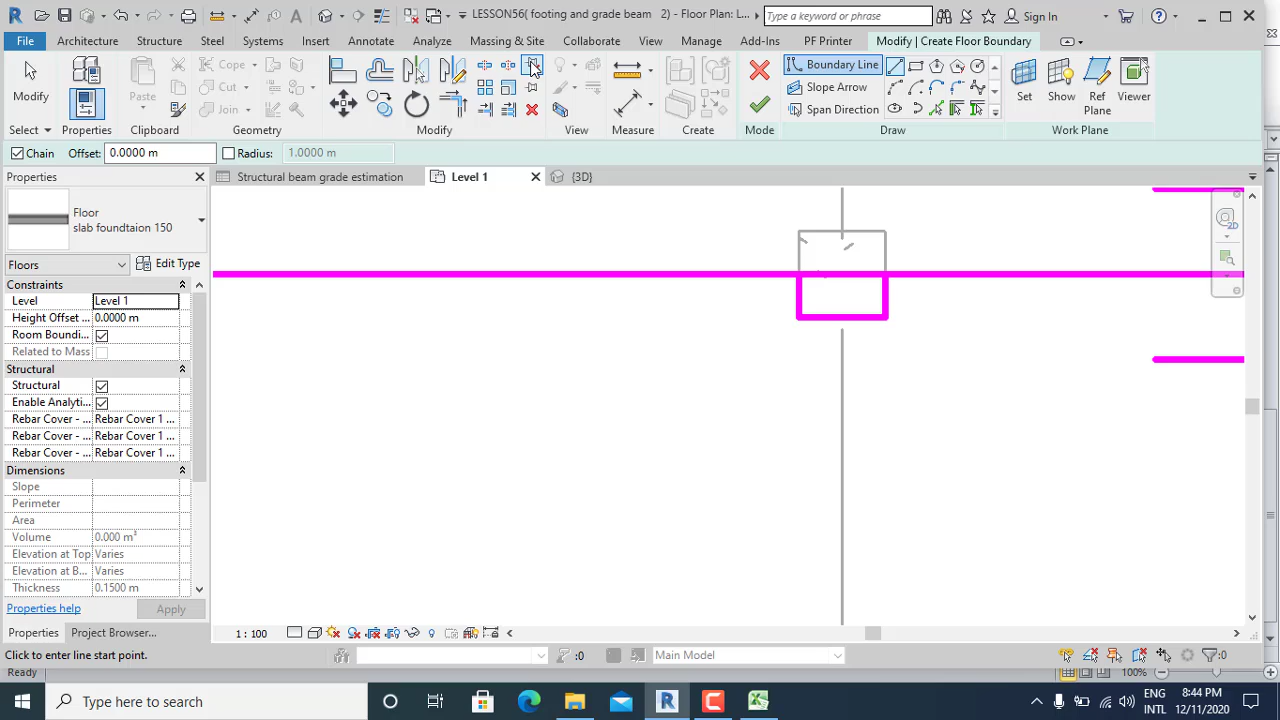 LESSON56( footing and grade beam 2) - Floor Plan: L...
Type a keyword or phrase
Sign In
File
Architecture
Structure
Steel
Systems
Insert
Annotate
Analyze
Massing & Site
Collaborate
View
Manage
Add-Ins
PF Printer
Modify | Create Floor Boundary
Modify
Paste
Cope
Cut
Join
Boundary Line
Slope Arrow
Span Direction
Set
Show
Ref
Plane
Viewer
Select
Properties
Clipboard
Geometry
Modify
View
Measure
Create
Mode
Draw
Work Plane
Chain
Offset:
0.0000 m
Radius:
1.0000 m
Properties
Structural beam grade estimation
Level 1
{3D}
Floor
slab foundtaion 150
Floors
Edit Type
Constraints
Level
Level 1
Height Offset ...
0.0000 m
Room Boundi...
Related to Mass
Structural
Structural
Enable Analyti...
Rebar Cover - ...
Rebar Cover 1 ...
Rebar Cover - ...
Rebar Cover 1 ...
Rebar Cover - ...
Rebar Cover 1 ...
Dimensions
Slope
Perimeter
Area
Volume
0.000 m³
Elevation at Top
Varies
Elevation at B...
Varies
Thickness
0.1500 m
Properties help
Apply
Properties
Project Browser...
1 : 100
Click to enter line start point.
:0
Main Model
:0
Ready
100%
Type here to search
ENG
INTL
8:44 PM
12/11/2020